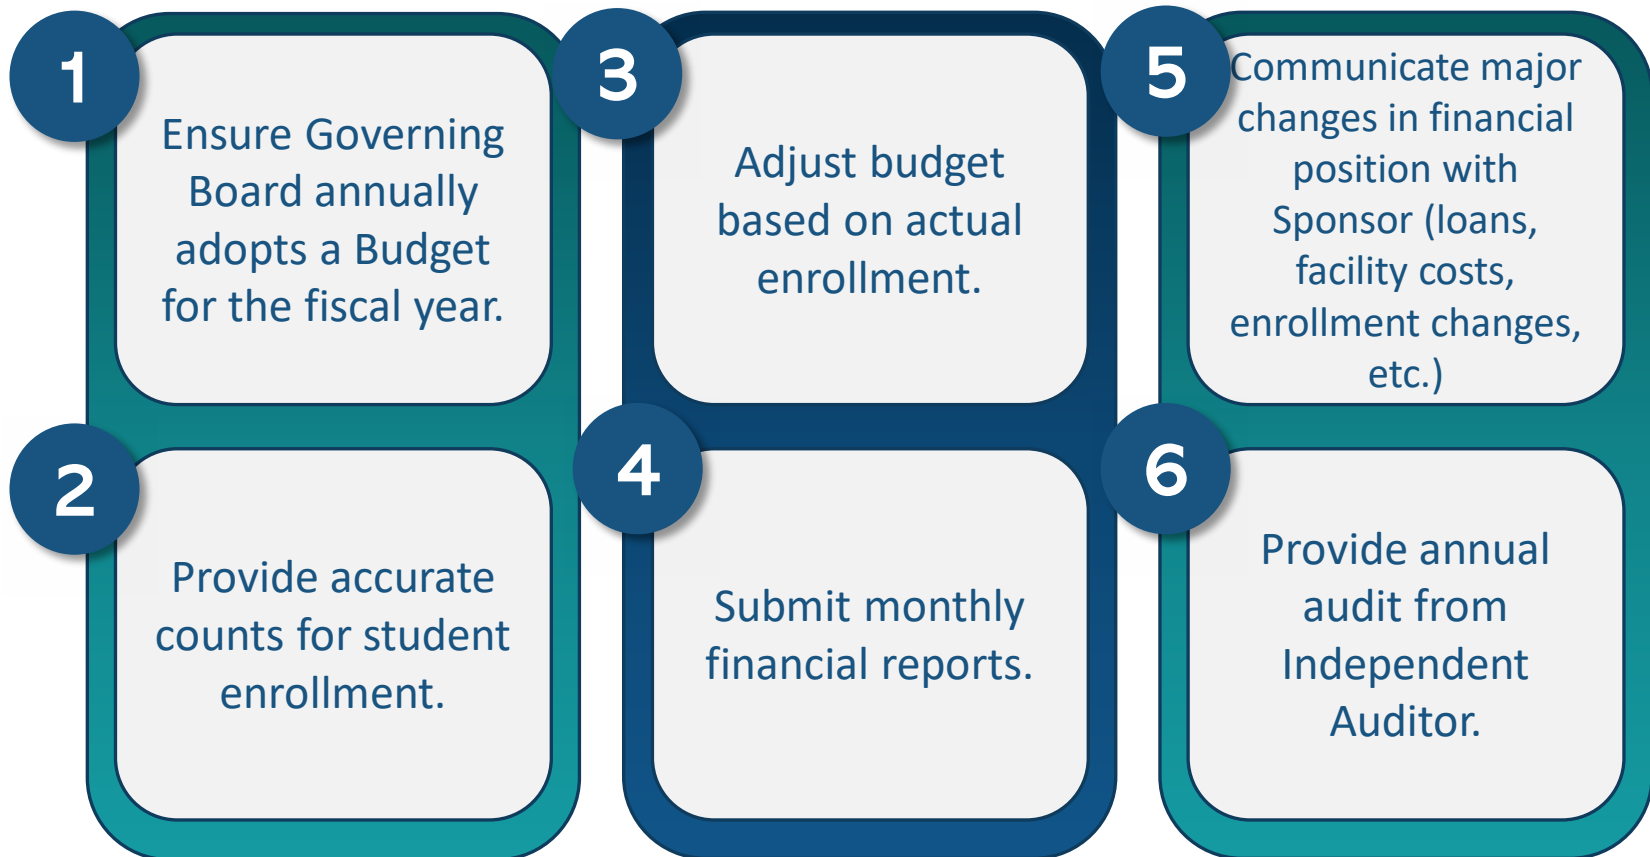 1
Ensure Governing
Board annually
adopts a Budget
for the fiscal year.
2
Provide accurate
counts for student
enrollment.
3
Adjust budget
based on actual
enrollment.
4
Submit monthly
financial reports.
5
Communicate major
changes in financial
position with
Sponsor (loans,
facility costs,
enrollment changes,
etc.)
6
Provide annual
audit from
Independent
Auditor.